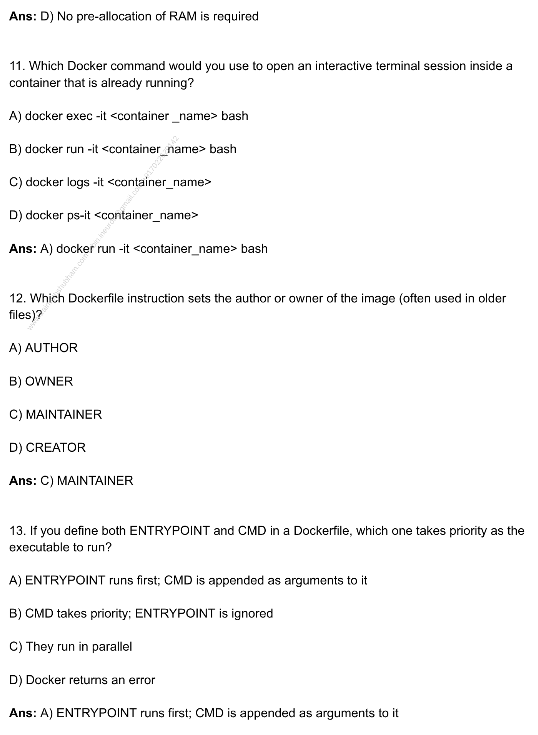 Ans: D) No pre-allocation of RAM is required
11. Which Docker command would you use to open an interactive terminal session inside a
container that is already running?
A) docker exec -it <container _name> bash
B) docker run -it <container_name> bash
C) docker logs -it <container_name>
D) docker ps-it <container_name>
Ans: A) docker run -it <container_name> bash
12. Which Dockerfile instruction sets the author or owner of the image (often used in older
files)?
A) AUTHOR
B) OWNER
C) MAINTAINER
D) CREATOR
Ans: C) MAINTAINER
13. If you define both ENTRYPOINT and CMD in a Dockerfile, which one takes priority as the
executable to run?
A) ENTRYPOINT runs first; CMD is appended as arguments to it
B) CMD takes priority; ENTRYPOINT is ignored
C) They run in parallel
D) Docker returns an error
Ans: A) ENTRYPOINT runs first; CMD is appended as arguments to it